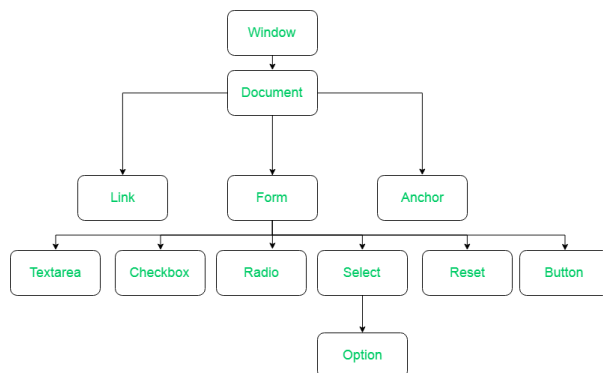 Window
Document
Link
Form
Anchor
Textarea
Checkbox
Radio
Select
Reset
Button
Option